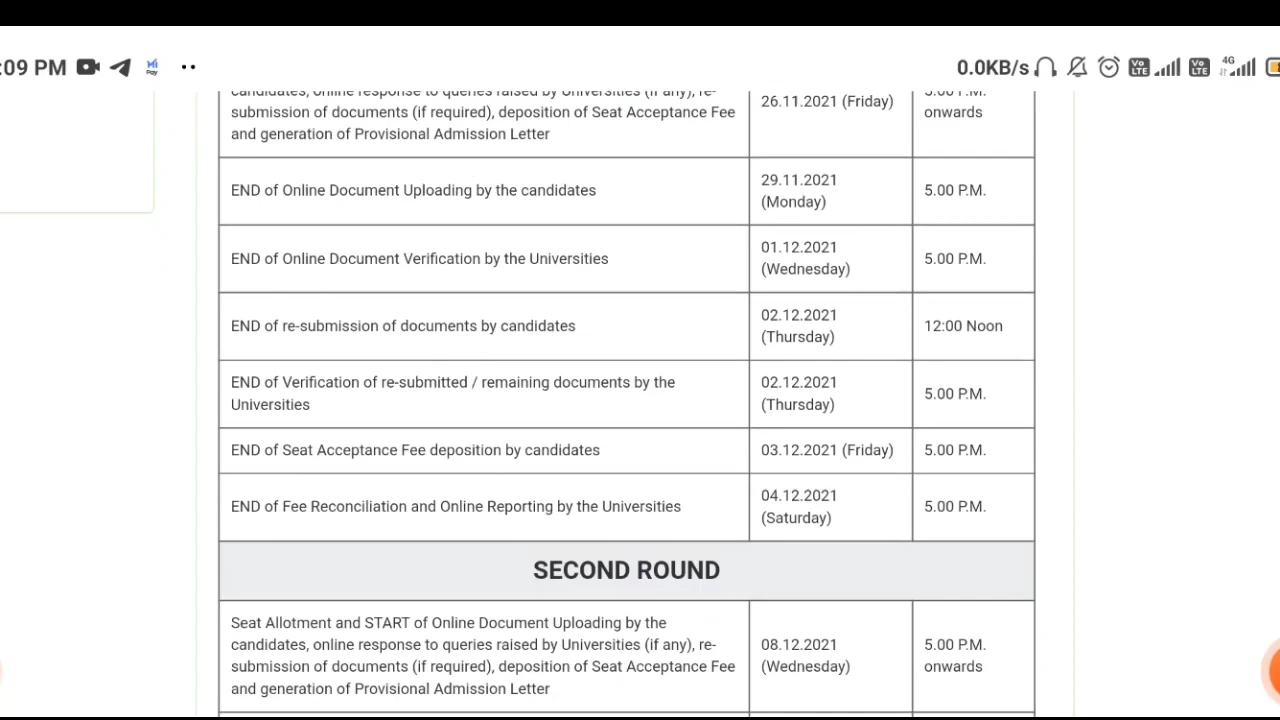 :09 PM
0.0KB/s
4G
candidates, online response to queries raised by Universities (if any), re-
submission of documents (if required), deposition of Seat Acceptance Fee
and generation of Provisional Admission Letter
26.11.2021 (Friday)
5.00 P.M.
onwards
END of Online Document Uploading by the candidates
29.11.2021
(Monday)
5.00 P.M.
END of Online Document Verification by the Universities
01.12.2021
(Wednesday)
5.00 P.M.
END of re-submission of documents by candidates
02.12.2021
(Thursday)
12:00 Noon
END of Verification of re-submitted / remaining documents by the
Universities
02.12.2021
(Thursday)
5.00 P.M.
END of Seat Acceptance Fee deposition by candidates
03.12.2021 (Friday)
5.00 P.M.
END of Fee Reconciliation and Online Reporting by the Universities
04.12.2021
(Saturday)
5.00 P.M.
SECOND ROUND
Seat Allotment and START of Online Document Uploading by the
candidates, online response to queries raised by Universities (if any), re-
submission of documents (if required), deposition of Seat Acceptance Fee
and generation of Provisional Admission Letter
08.12.2021
(Wednesday)
5.00 P.M.
onwards